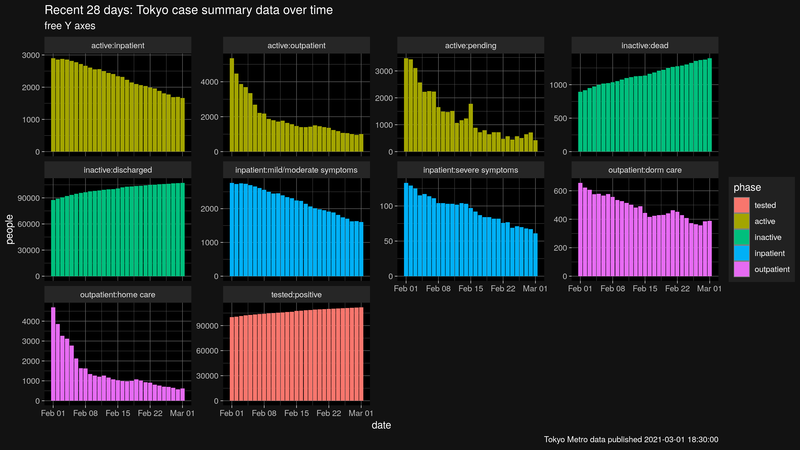 Recent 28 days: Tokyo case summary data over time
free Y axes
active:inpatient
active:outpatient
active:pending
inactive:dead
3000
2000
1000
0
4000
2000
0
3000
2000
1000
0
1000
500
0
inactive:discharged
inpatient:mild/moderate symptoms
inpatient:severe symptoms
outpatient:dorm care
90000
60000
30000
0
2000
1000
0
100
50
0
600
400
200
0
Feb 01 Feb 08 Feb 15 Feb 22 Mar 01
Feb 01 Feb 08 Feb 15 Feb 22 Mar 01
outpatient:home care
tested:positive
4000
3000
2000
1000
0
90000
60000
30000
0
Feb 01 Feb 08 Feb 15 Feb 22 Mar 01
Feb 01 Feb 08 Feb 15 Feb 22 Mar 01
people
date
phase
tested
active
inactive
inpatient
outpatient
Tokyo Metro data published 2021-03-01 18:30:00